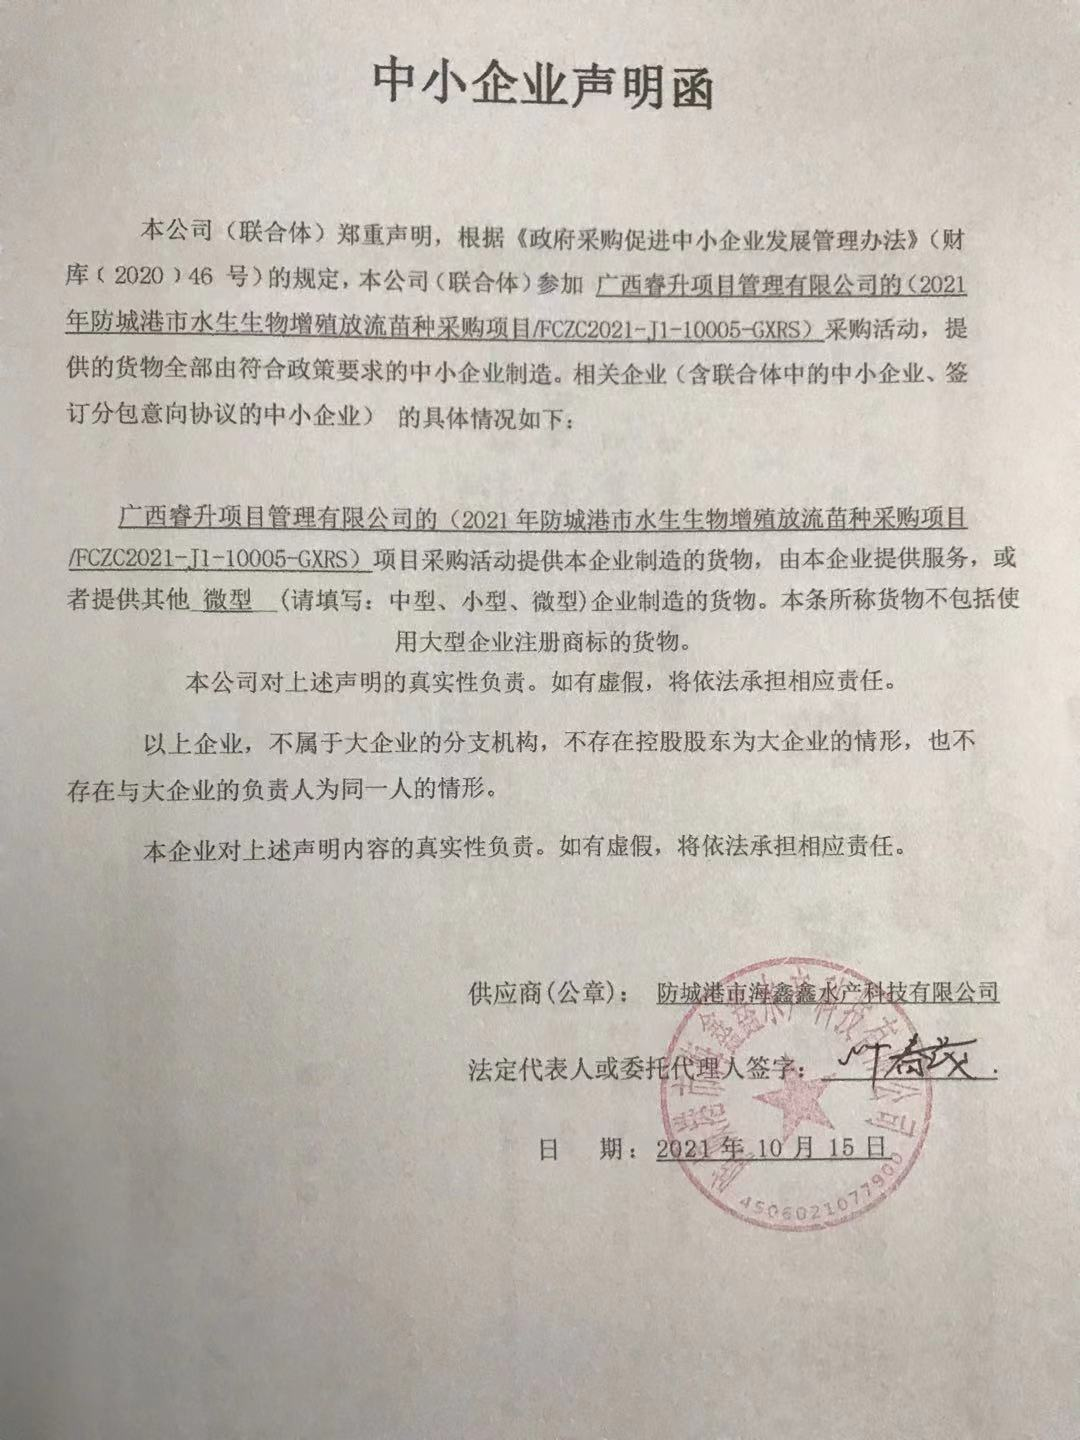 中小企业声明函
本公司（联合体）郑重声明，根据《政府采购促进中小企业发展管理办法》（财
库﹝2020﹞46 号）的规定，本公司（联合体）参加 广西睿升项目管理有限公司的（2021
年防城港市水生生物增殖放流苗种采购项目/FCZC2021-J1-10005-GXRS）采购活动，提
供的货物全部由符合政策要求的中小企业制造。相关企业（含联合体中的中小企业、签
订分包意向协议的中小企业） 的具体情况如下：
广西睿升项目管理有限公司的（2021 年防城港市水生生物增殖放流苗种采购项目
/FCZC2021-J1-10005-GXRS）项目采购活动提供本企业制造的货物，由本企业提供服务，或
者提供其他 微型 (请填写：中型、小型、微型)企业制造的货物。本条所称货物不包括使
用大型企业注册商标的货物。
本公司对上述声明的真实性负责。如有虚假，将依法承担相应责任。
以上企业，不属于大企业的分支机构，不存在控股股东为大企业的情形，也不
存在与大企业的负责人为同一人的情形。
本企业对上述声明内容的真实性负责。如有虚假，将依法承担相应责任。
供应商(公章)： 防城港市海鑫鑫水产科技有限公司
法定代表人或委托代理人签字：
日 期：2021 年 10 月 15 日
防城港市海鑫鑫水产科技有限公司
4506021077900